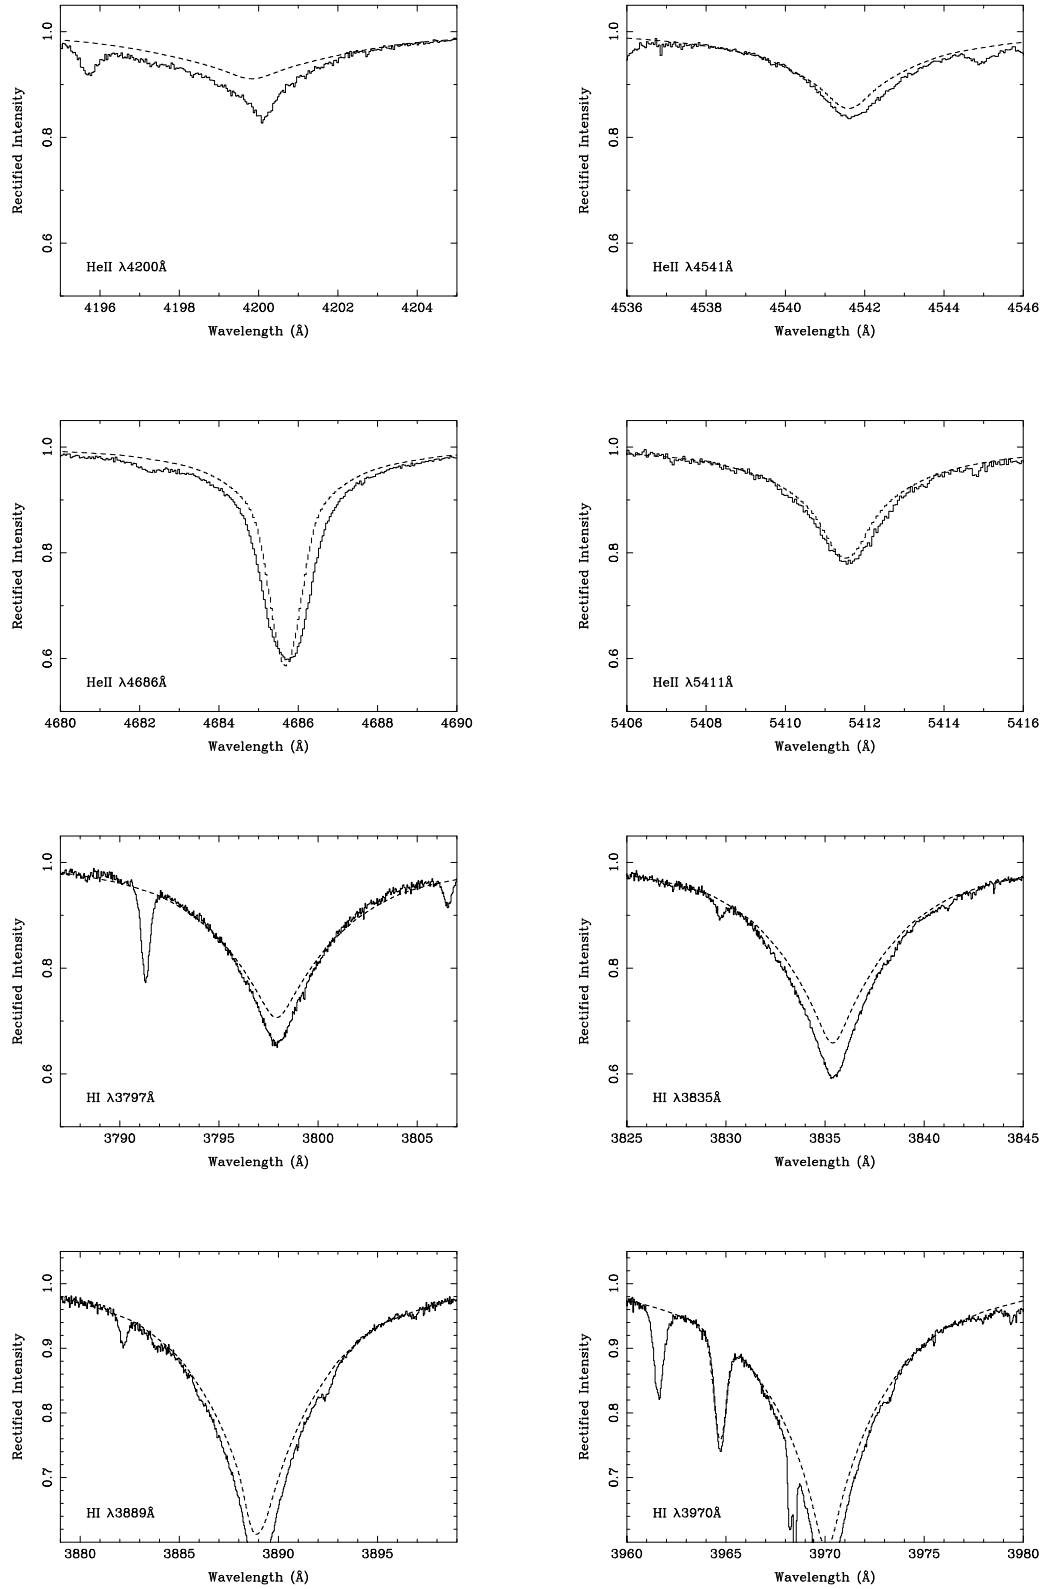 1.0
0.8
0.6
Rectified Intensity
HeII λ4200Å
4196 4198 4200 4202 4204
Wavelength (Å)
1.0
0.8
0.6
Rectified Intensity
HeII λ4541Å
4536 4538 4540 4542 4544 4546
Wavelength (Å)
1.0
0.8
0.6
Rectified Intensity
HeII λ4686Å
4680 4682 4684 4686 4688 4690
Wavelength (Å)
1.0
0.8
0.6
Rectified Intensity
HeII λ5411Å
5406 5408 5410 5412 5414 5416
Wavelength (Å)
1.0
0.8
0.6
Rectified Intensity
HI λ3797Å
3790 3795 3800 3805
Wavelength (Å)
1.0
0.8
0.6
Rectified Intensity
HI λ3835Å
3825 3830 3835 3840 3845
Wavelength (Å)
1.0
0.9
0.8
0.7
Rectified Intensity
HI λ3889Å
3880 3885 3890 3895
Wavelength (Å)
1.0
0.9
0.8
0.7
Rectified Intensity
HI λ3970Å
3960 3965 3970 3975 3980
Wavelength (Å)